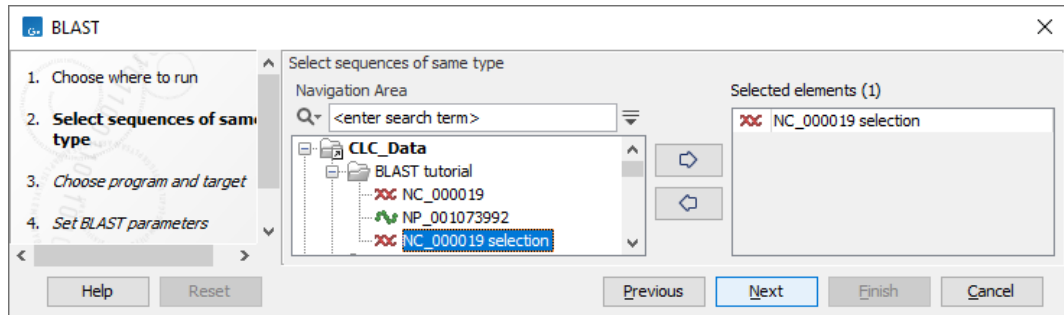 G.
BLAST
1. Choose where to run
2. Select sequences of same
type
3. Choose program and target
4. Set BLAST parameters
Select sequences of same type
Navigation Area
<enter search term>
CLC_Data
BLAST tutorial
NC_000019
NP_001073992
NC_000019 selection
Selected elements (1)
NC_000019 selection
Help
Reset
Previous
Next
Finish
Cancel